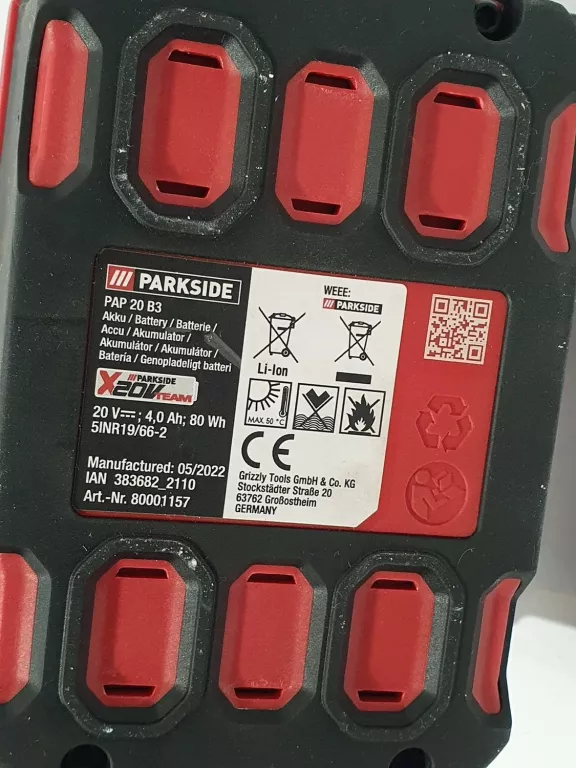 /// PARKSIDE
PAP 20 B3
Akku / Battery / Batterie /
Accu / Akumulator /
Akumulátor / Akumulátor /
Batería / Genopladeligt batteri
/// PARKSIDE
X20V TEAM
20 V⎓; 4,0 Ah; 80 Wh
5INR19/66-2
Manufactured: 05/2022
IAN 383682_2110
Art.-Nr. 80001157
WEEE:
/// PARKSIDE
Li-Ion
MAX. 50 °C
CE
Grizzly Tools GmbH & Co. KG
Stockstädter Straße 20
63762 Großostheim
GERMANY